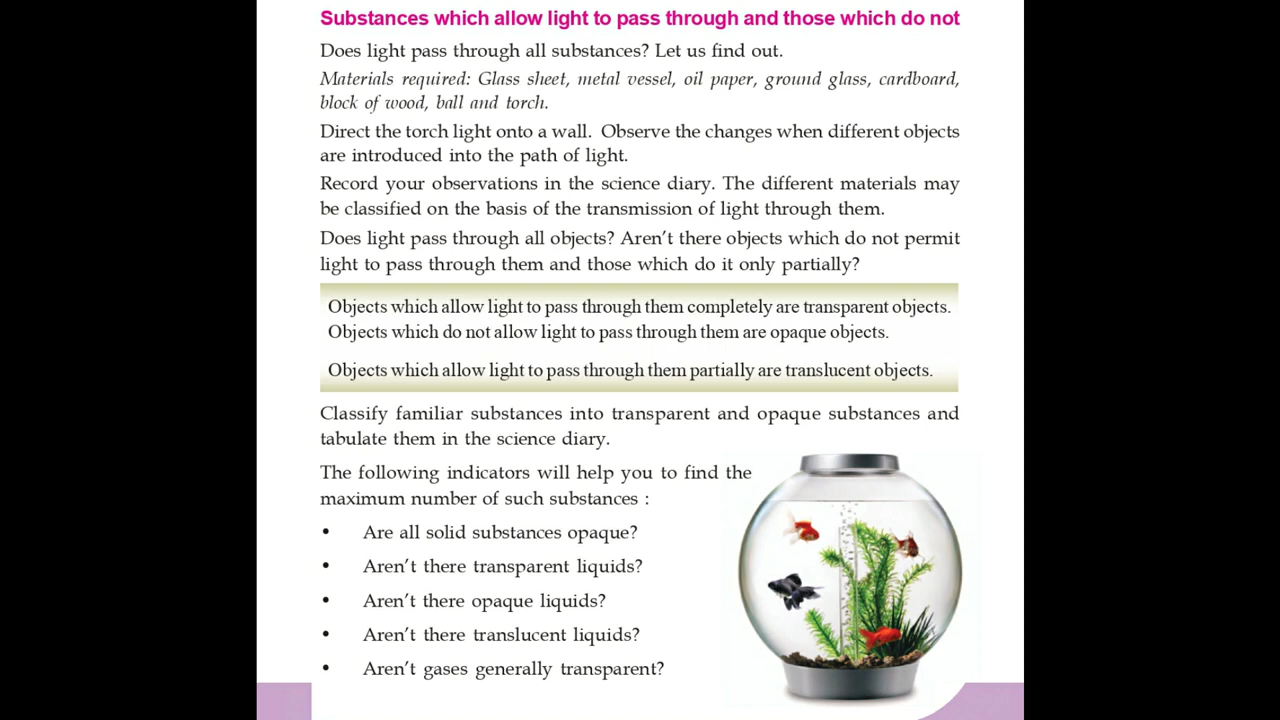 Substances which allow light to pass through and those which do not
Does light pass through all substances? Let us find out.
Materials required: Glass sheet, metal vessel, oil paper, ground glass, cardboard,
block of wood, ball and torch.
Direct the torch light onto a wall. Observe the changes when different objects
are introduced into the path of light.
Record your observations in the science diary. The different materials may
be classified on the basis of the transmission of light through them.
Does light pass through all objects? Aren't there objects which do not permit
light to pass through them and those which do it only partially?
Objects which allow light to pass through them completely are transparent objects.
Objects which do not allow light to pass through them are opaque objects.
Objects which allow light to pass through them partially are translucent objects.
Classify familiar substances into transparent and opaque substances and
tabulate them in the science diary.
The following indicators will help you to find the
maximum number of such substances :
• Are all solid substances opaque?
• Aren't there transparent liquids?
• Aren't there opaque liquids?
• Aren't there translucent liquids?
• Aren't gases generally transparent?